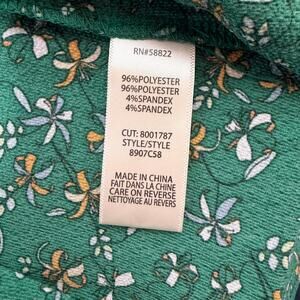 RN#58822
96%POLYESTER
96%POLYESTER
4%SPANDEX
4%SPANDEX
CUT: 8001787
STYLE/STYLE
8907C58
MADE IN CHINA
FAIT DANS LA CHINE
CARE ON REVERSE
NETTOYAGE AU REVERS